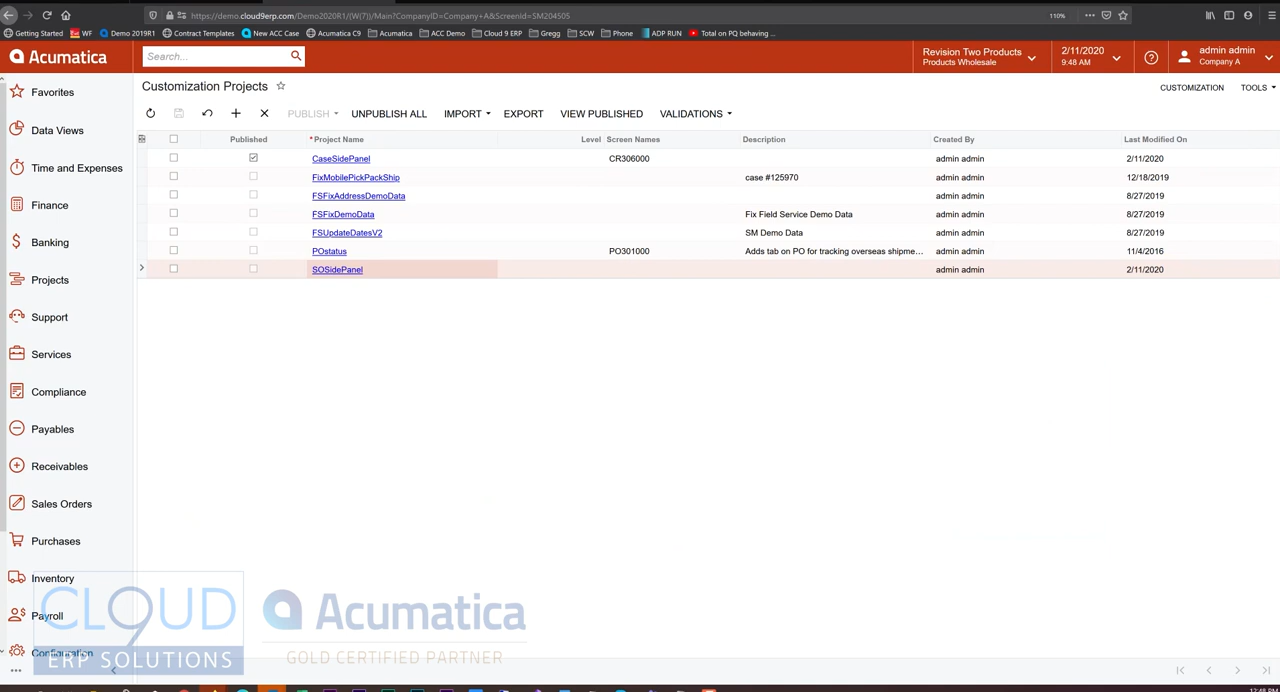 https://demo.cloud9erp.com/Demo2020R1/(W(7))/Main?CompanyID=Company+A&ScreenId=SM204505
110%
Getting Started WF Demo 2019R1 Contract Templates New ACC Case Acumatica C9 Acumatica ACC Demo Cloud 9 ERP Gregg SCW Phone ADP RUN Total on PQ behaving ...
Acumatica
Search...
Revision Two Products
Products Wholesale
2/11/2020
9:48 AM
admin admin
Company A
Favorites
Data Views
Time and Expenses
Finance
Banking
Projects
Support
Services
Compliance
Payables
Receivables
Sales Orders
Purchases
Inventory
Payroll
Configuration
Customization Projects
CUSTOMIZATION TOOLS
PUBLISH UNPUBLISH ALL IMPORT EXPORT VIEW PUBLISHED VALIDATIONS
Published *Project Name Level Screen Names Description Created By Last Modified On
CaseSidePanel CR306000 admin admin 2/11/2020
FixMobilePickPackShip case #125970 admin admin 12/18/2019
FSFixAddressDemoData admin admin 8/27/2019
FSFixDemoData Fix Field Service Demo Data admin admin 8/27/2019
FSUpdateDatesV2 SM Demo Data admin admin 8/27/2019
POstatus PO301000 Adds tab on PO for tracking overseas shipme... admin admin 11/4/2016
SOSidePanel admin admin 2/11/2020
CLOUD
9
ERP SOLUTIONS
Acumatica
GOLD CERTIFIED PARTNER
12:48 PM